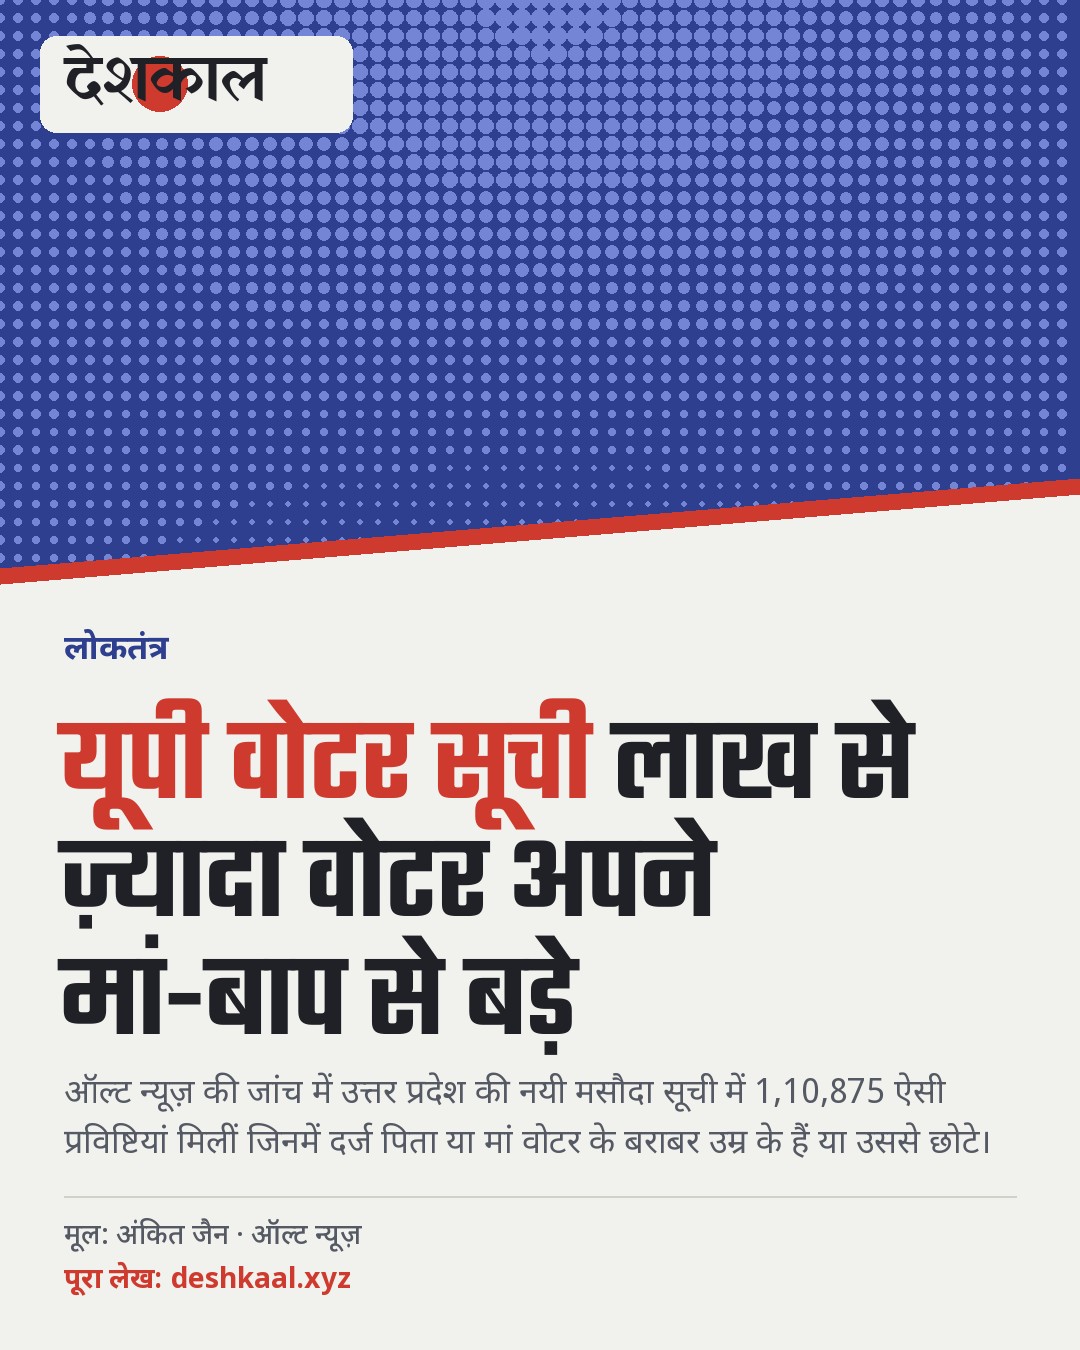 देशकाल
लोकतंत्र
यूपी वोटर सूची लाख से
ज़्यादा वोटर अपने
मां-बाप से बड़े
ऑल्ट न्यूज़ की जांच में उत्तर प्रदेश की नयी मसौदा सूची में 1,10,875 ऐसी
प्रविष्टियां मिलीं जिनमें दर्ज पिता या मां वोटर के बराबर उम्र के हैं या उससे छोटे।
मूल: अंकित जैन · ऑल्ट न्यूज़
पूरा लेख: deshkaal.xyz